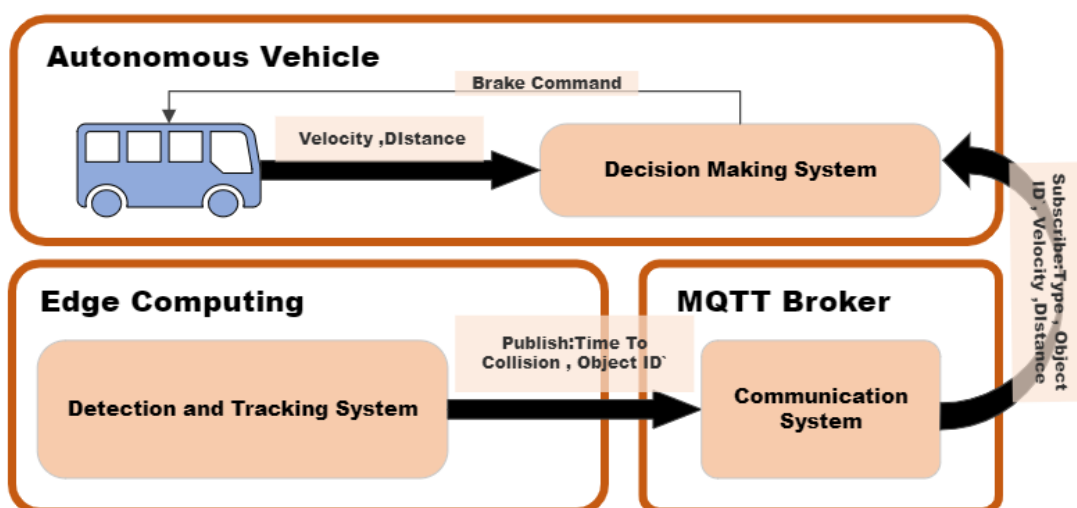 Autonomous Vehicle
Brake Command
Velocity ,DIstance
Decision Making System
Subscribe:Type , Object
ID` , Velocity ,DIstance
Edge Computing
MQTT Broker
Publish:Time To
Collision , Object ID`
Detection and Tracking System
Communication
System